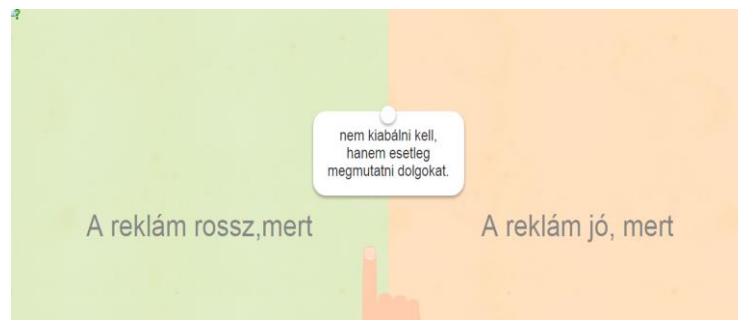 nem kiabálni kell,
hanem esetleg
megmutatni dolgokat.
A reklám rossz,mert
A reklám jó, mert